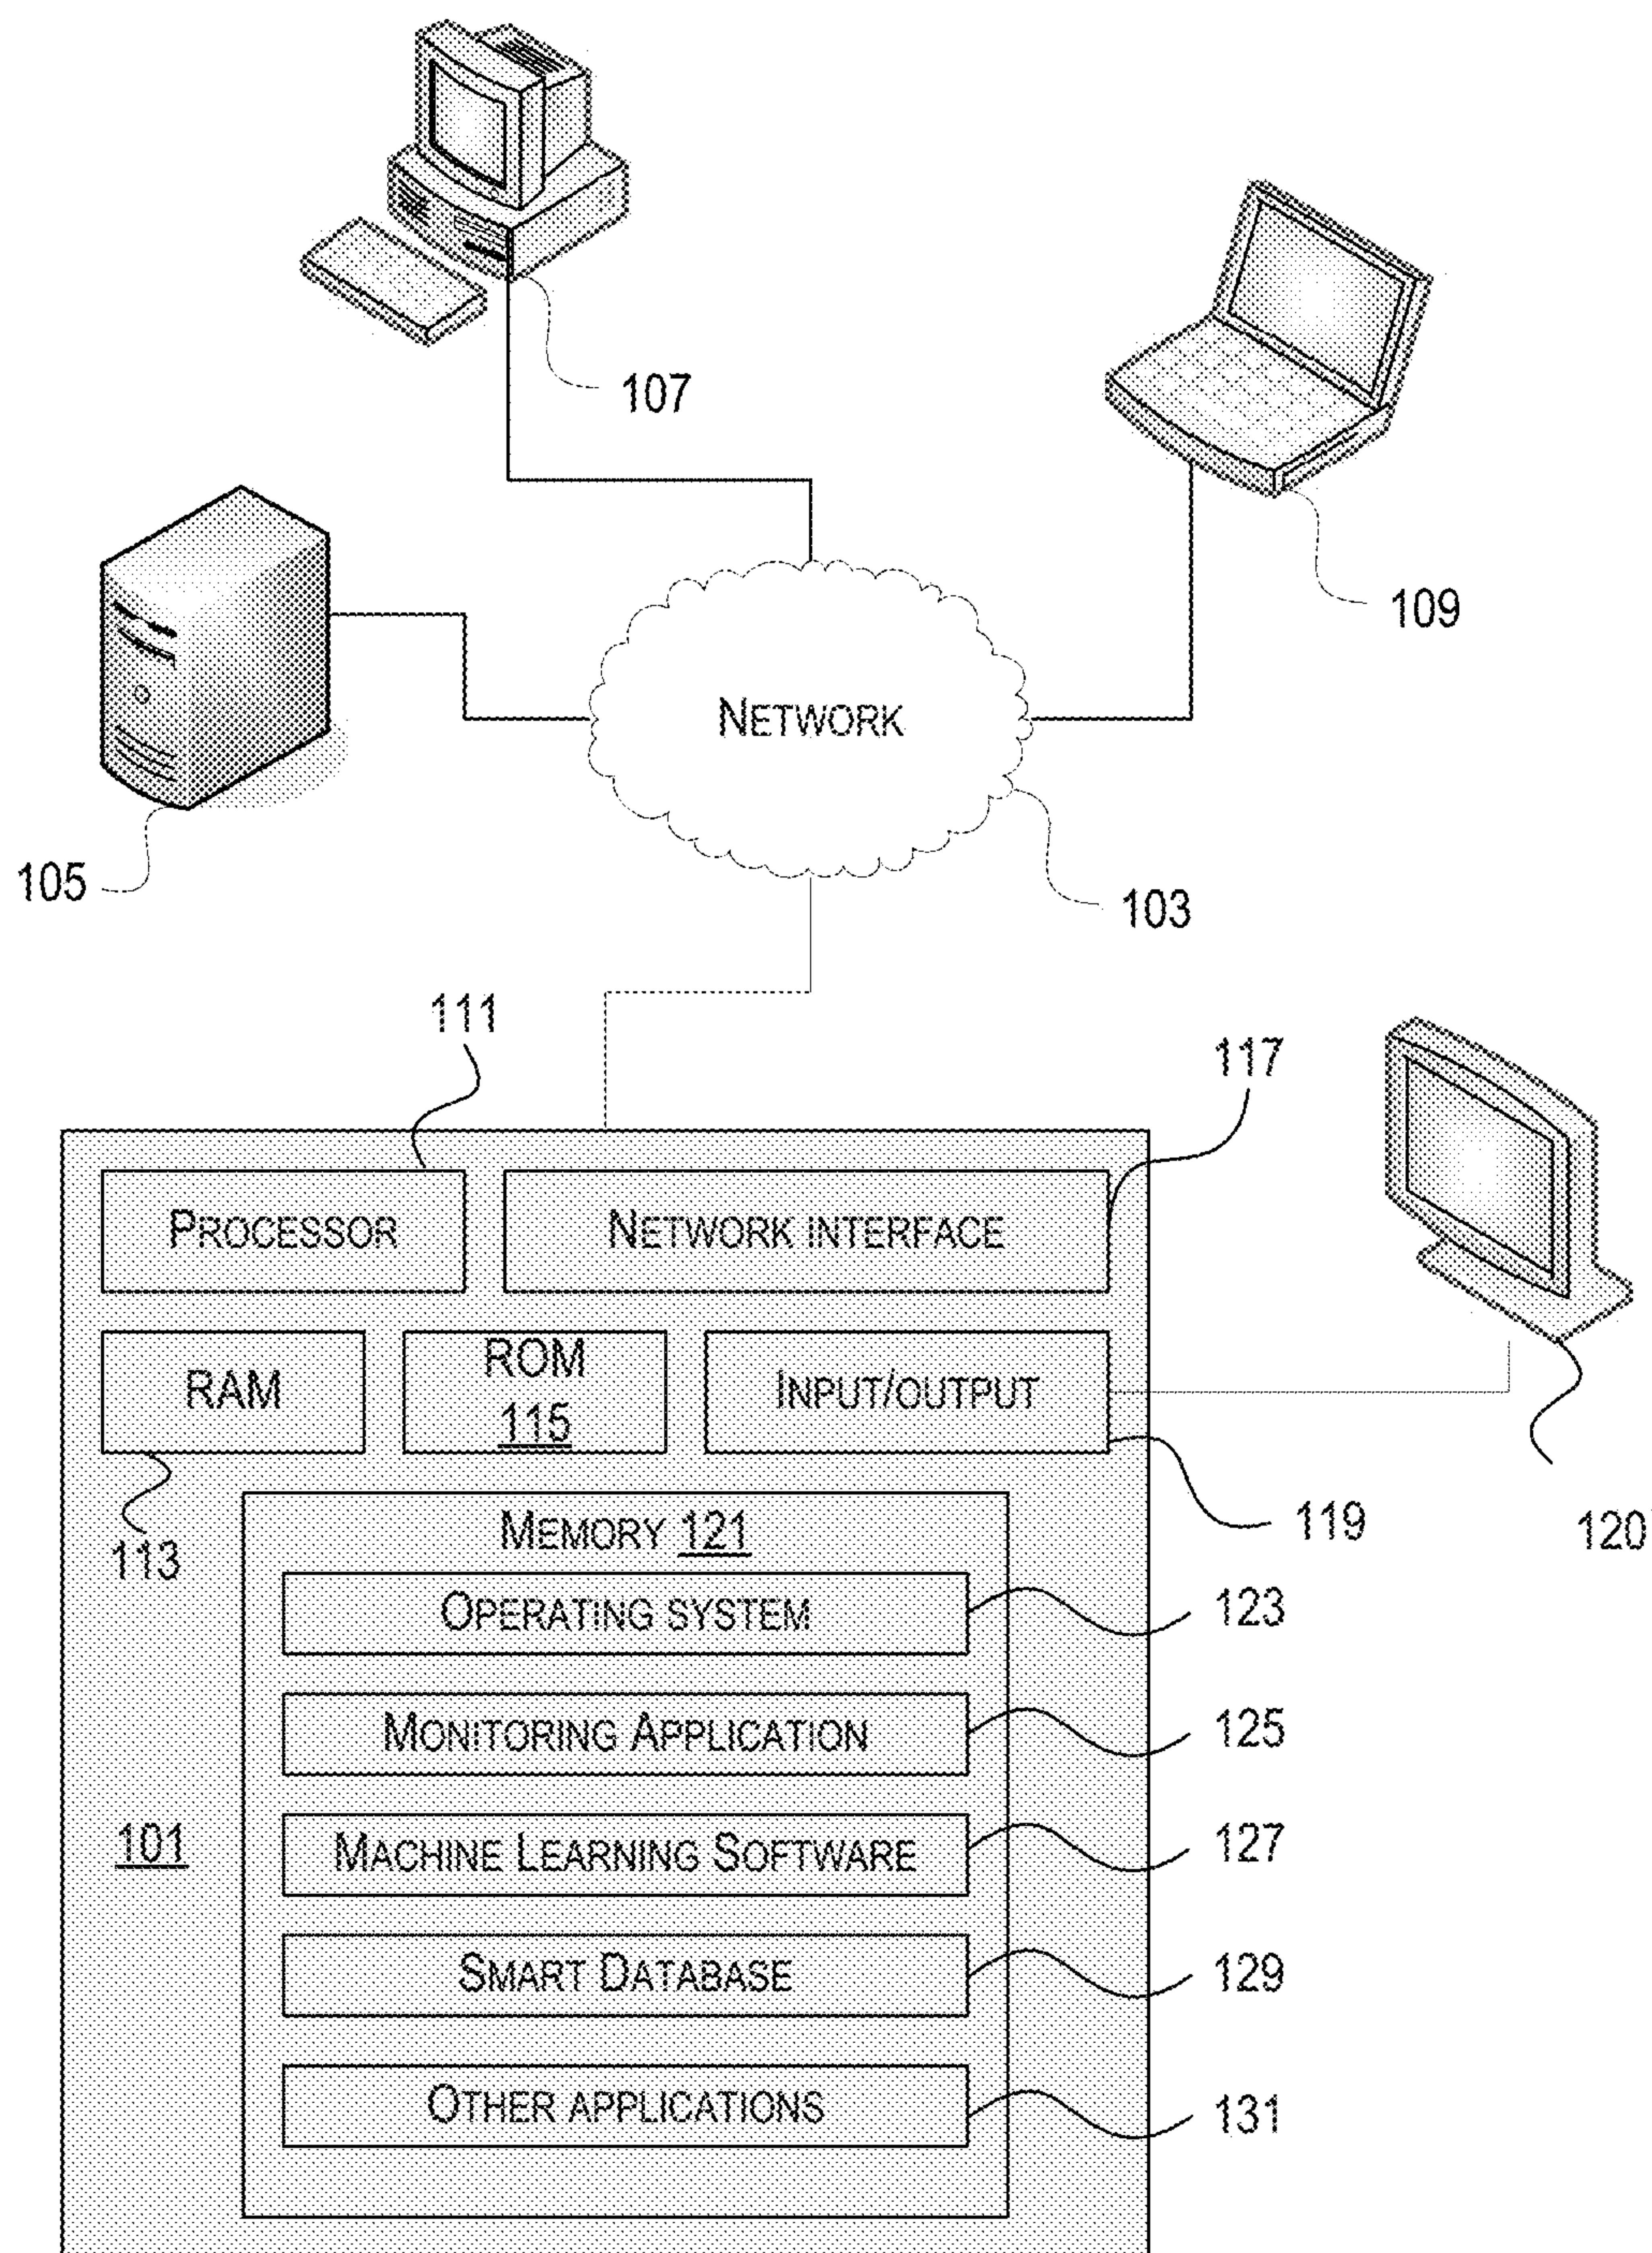 107
109
NETWORK
105
103
111
117
PROCESSOR
NETWORK INTERFACE
RAM
ROM
115
INPUT/OUTPUT
113
119
120
MEMORY 121
OPERATING SYSTEM
123
MONITORING APPLICATION
125
101
MACHINE LEARNING SOFTWARE
127
SMART DATABASE
129
OTHER APPLICATIONS
131